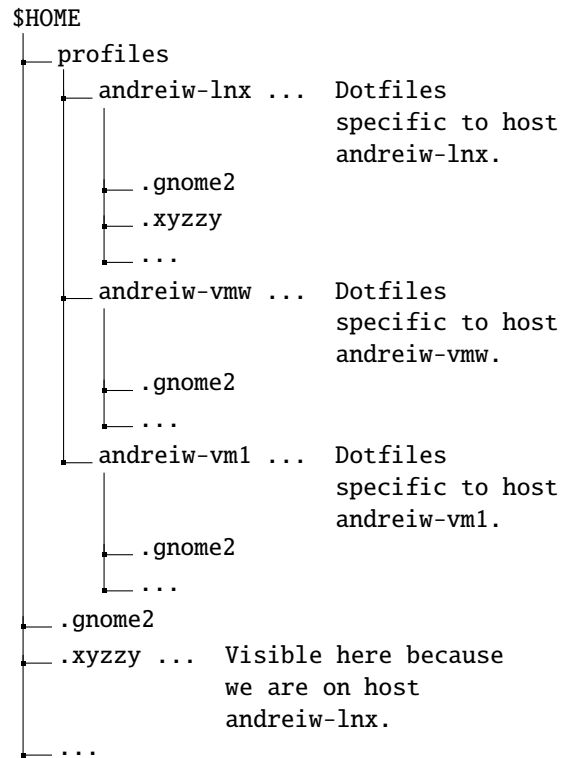 $HOME
profiles
andreiw-lnx ... Dotfiles
specific to host
andreiw-lnx.
.gnome2
.xyzzy
...
andreiw-vmw ... Dotfiles
specific to host
andreiw-vmw.
.gnome2
...
andreiw-vm1 ... Dotfiles
specific to host
andreiw-vm1.
.gnome2
...
.gnome2
.xyzzy ... Visible here because
we are on host
andreiw-lnx.
...